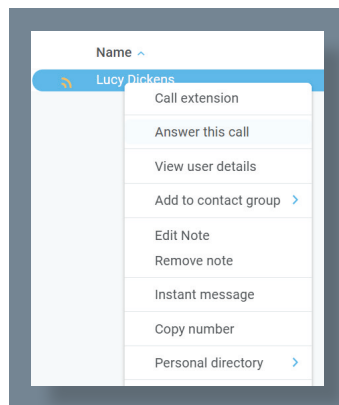 Name
Lucy Dickens
Call extension
Answer this call
View user details
Add to contact group
Edit Note
Remove note
Instant message
Copy number
Personal directory